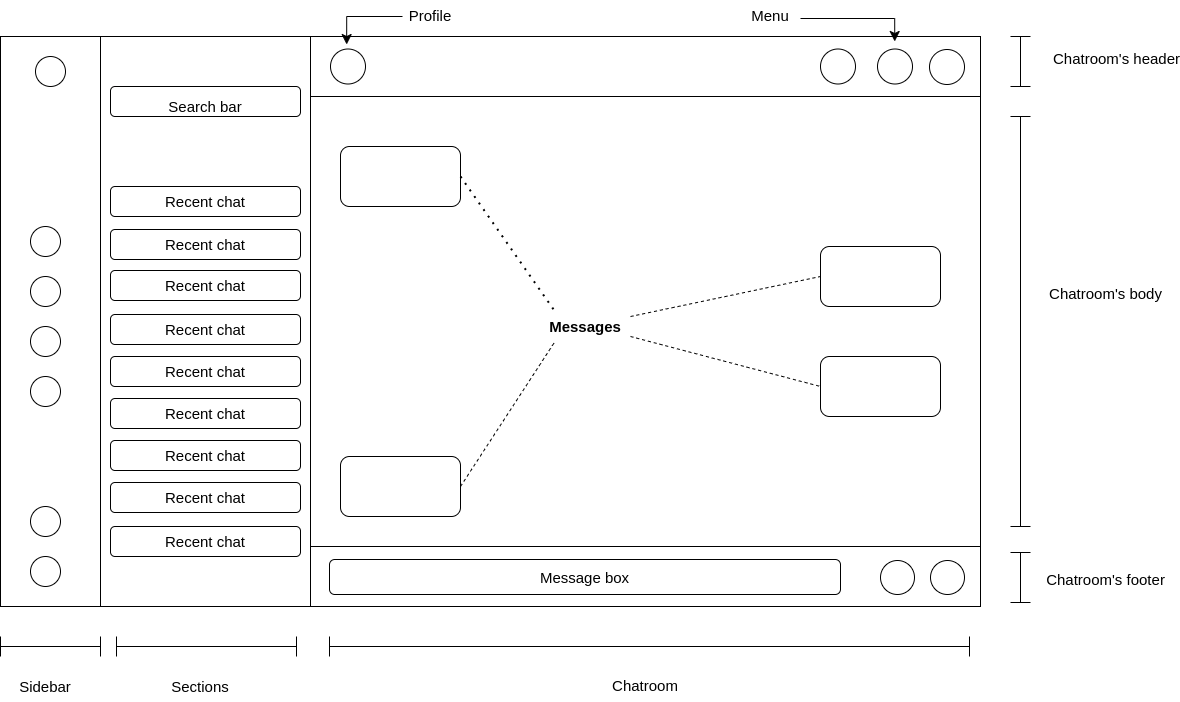 Profile
Menu
Chatroom's header
Search bar
Recent chat
Recent chat
Recent chat
Recent chat
Recent chat
Recent chat
Recent chat
Recent chat
Recent chat
Messages
Chatroom's body
Message box
Chatroom's footer
Sidebar
Sections
Chatroom